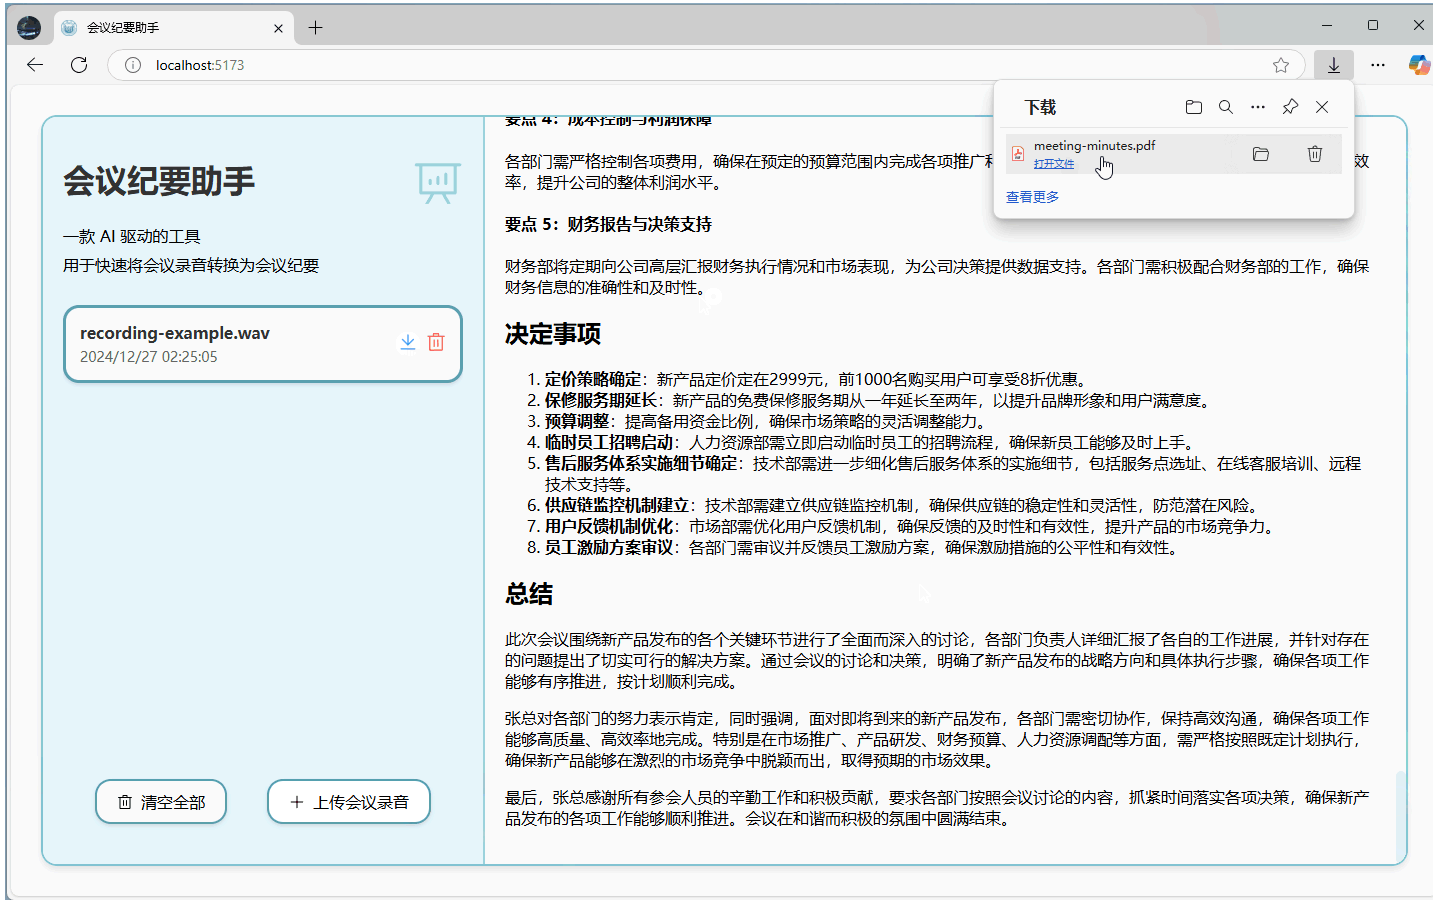 会议纪要助手
localhost:5173
下载
meeting-minutes.pdf
打开文件
查看更多
会议纪要助手
一款 AI 驱动的工具
用于快速将会议录音转换为会议纪要
recording-example.wav
2024/12/27 02:25:05
清空全部
上传会议录音
要点 4：成本控制与利润保障
各部门需严格控制各项费用，确保在预定的预算范围内完成各项推广和 效
率，提升公司的整体利润水平。
要点 5：财务报告与决策支持
财务部将定期向公司高层汇报财务执行情况和市场表现，为公司决策提供数据支持。各部门需积极配合财务部的工作，确保
财务信息的准确性和及时性。
决定事项
1. 定价策略确定：新产品定价定在2999元，前1000名购买用户可享受8折优惠。
2. 保修服务期延长：新产品的免费保修服务期从一年延长至两年，以提升品牌形象和用户满意度。
3. 预算调整：提高备用资金比例，确保市场策略的灵活调整能力。
4. 临时员工招聘启动：人力资源部需立即启动临时员工的招聘流程，确保新员工能够及时上手。
5. 售后服务体系实施细节确定：技术部需进一步细化售后服务体系的实施细节，包括服务点选址、在线客服培训、远程
技术支持等。
6. 供应链监控机制建立：技术部需建立供应链监控机制，确保供应链的稳定性和灵活性，防范潜在风险。
7. 用户反馈机制优化：市场部需优化用户反馈机制，确保反馈的及时性和有效性，提升产品的市场竞争力。
8. 员工激励方案审议：各部门需审议并反馈员工激励方案，确保激励措施的公平性和有效性。
总结
此次会议围绕新产品发布的各个关键环节进行了全面而深入的讨论，各部门负责人详细汇报了各自的工作进展，并针对存在
的问题提出了切实可行的解决方案。通过会议的讨论和决策，明确了新产品发布的战略方向和具体执行步骤，确保各项工作
能够有序推进，按计划顺利完成。
张总对各部门的努力表示肯定，同时强调，面对即将到来的新产品发布，各部门需密切协作，保持高效沟通，确保各项工作
能够高质量、高效率地完成。特别是在市场推广、产品研发、财务预算、人力资源调配等方面，需严格按照既定计划执行，
确保新产品能够在激烈的市场竞争中脱颖而出，取得预期的市场效果。
最后，张总感谢所有参会人员的辛勤工作和积极贡献，要求各部门按照会议讨论的内容，抓紧时间落实各项决策，确保新产
品发布的各项工作能够顺利推进。会议在和谐而积极的氛围中圆满结束。